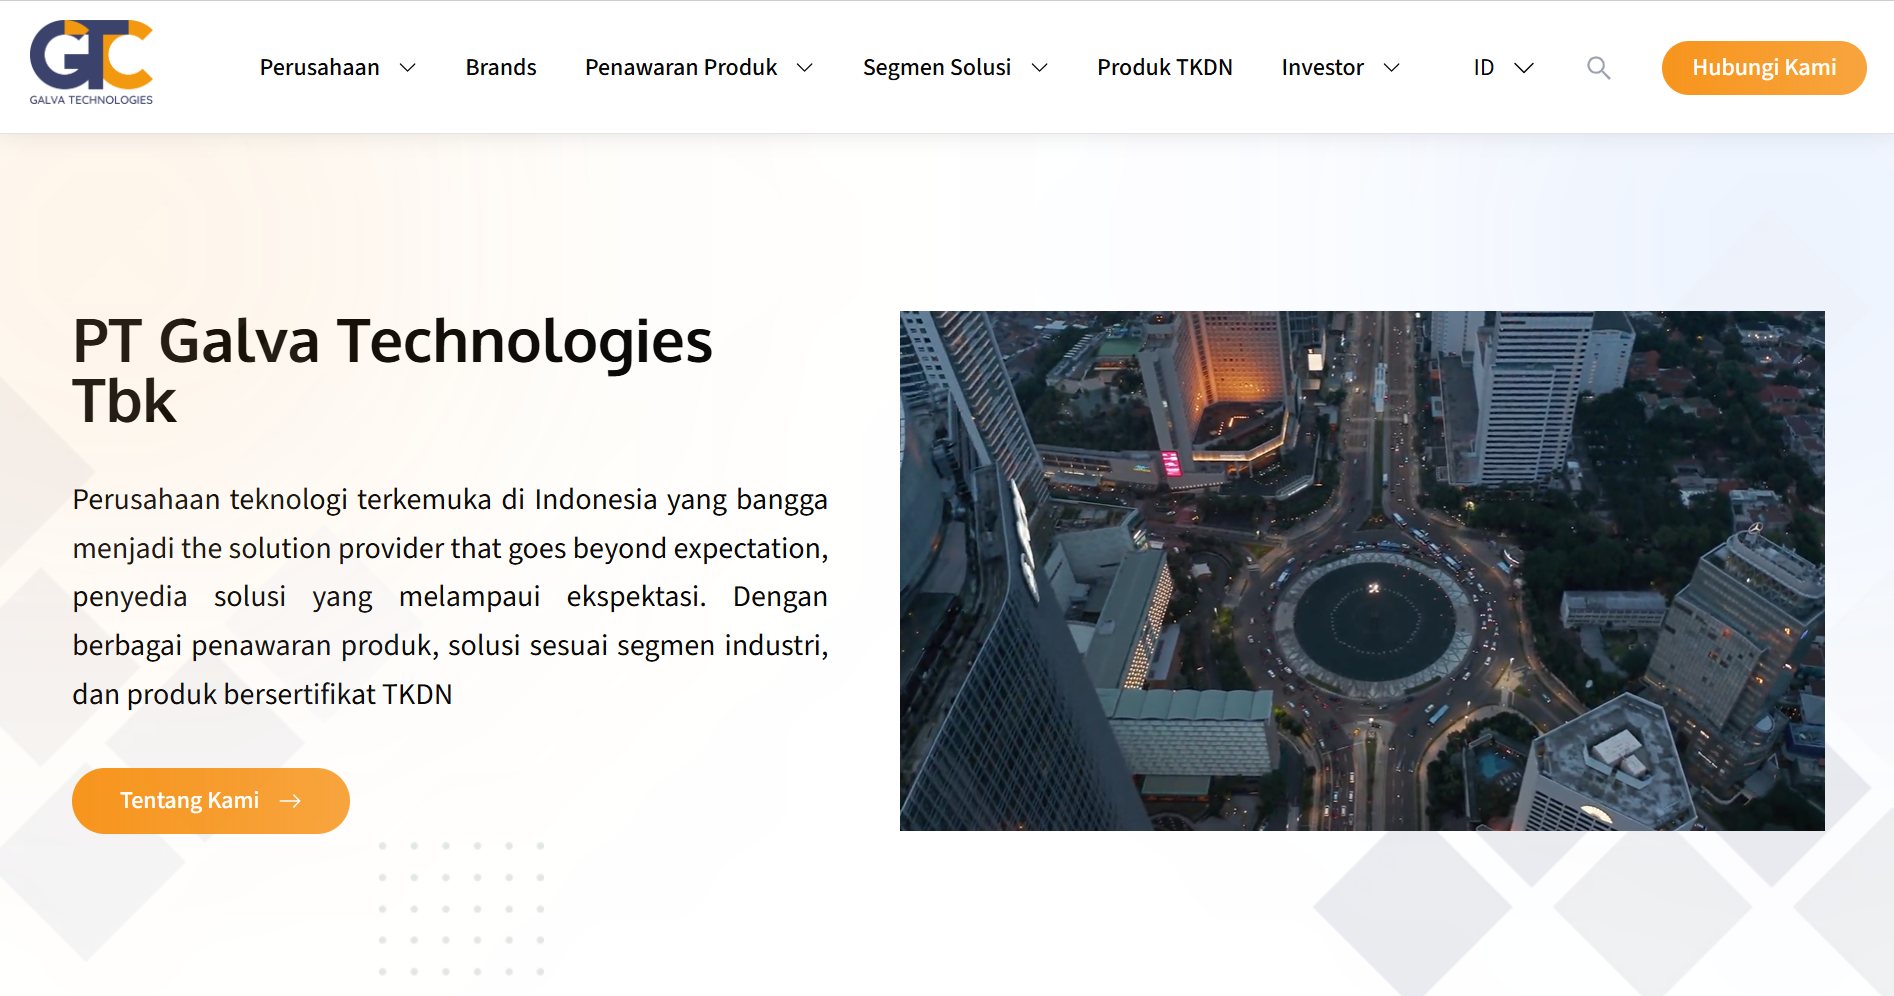 GTC
GALVA TECHNOLOGIES
Perusahaan
Brands
Penawaran Produk
Segmen Solusi
Produk TKDN
Investor
ID
Hubungi Kami
PT Galva Technologies
Tbk
Perusahaan teknologi terkemuka di Indonesia yang bangga
menjadi the solution provider that goes beyond expectation,
penyedia solusi yang melampaui ekspektasi. Dengan
berbagai penawaran produk, solusi sesuai segmen industri,
dan produk bersertifikat TKDN
Tentang Kami